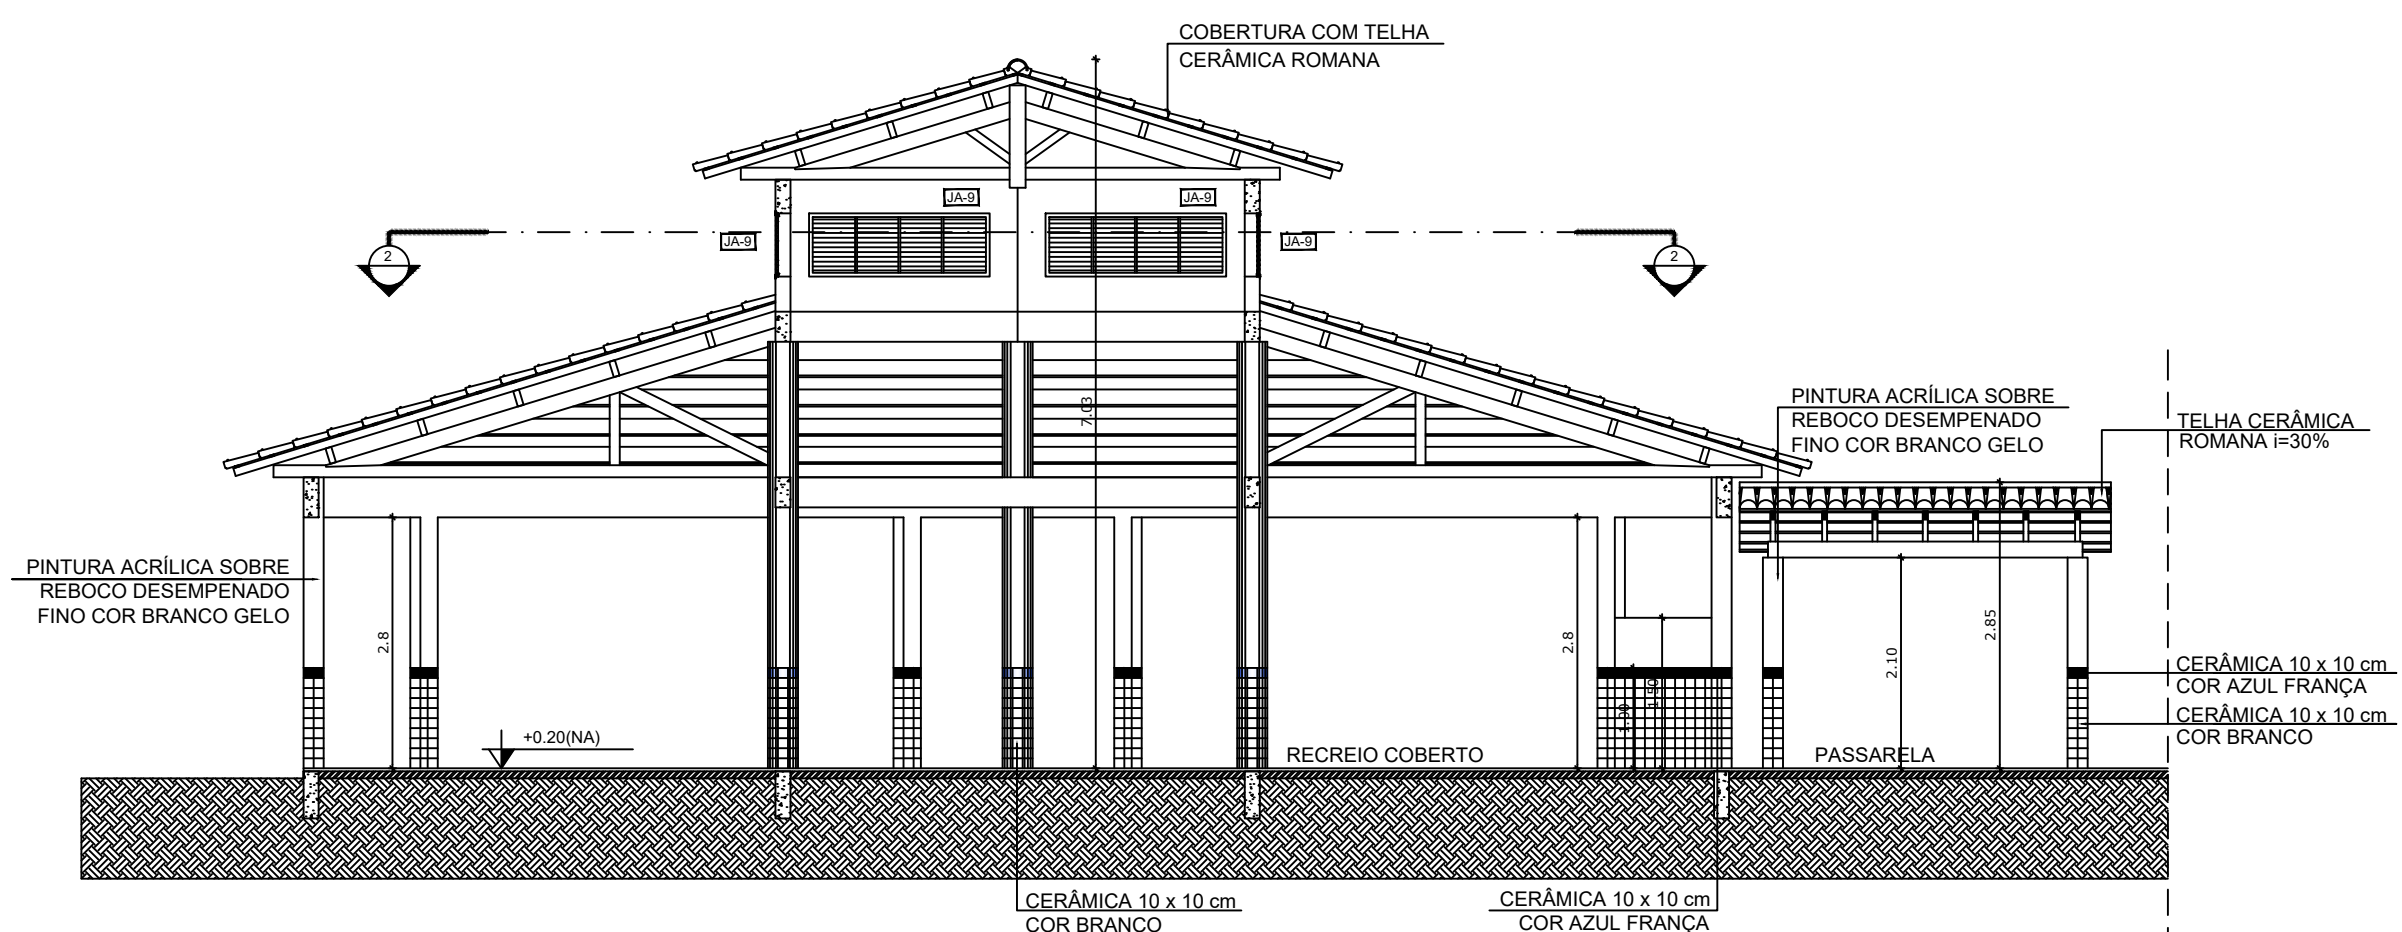 COBERTURA COM TELHA
CERÂMICA ROMANA
JA-9
JA-9
JA-9
JA-9
2
2
7.03
PINTURA ACRÍLICA SOBRE
REBOCO DESEMPENADO
FINO COR BRANCO GELO
TELHA CERÂMICA
ROMANA i=30%
PINTURA ACRÍLICA SOBRE
REBOCO DESEMPENADO
FINO COR BRANCO GELO
2.8
2.8
1.00
1.50
2.10
2.85
CERÂMICA 10 x 10 cm
COR AZUL FRANÇA
CERÂMICA 10 x 10 cm
COR BRANCO
+0.20(NA)
RECREIO COBERTO
PASSARELA
CERÂMICA 10 x 10 cm
COR BRANCO
CERÂMICA 10 x 10 cm
COR AZUL FRANÇA